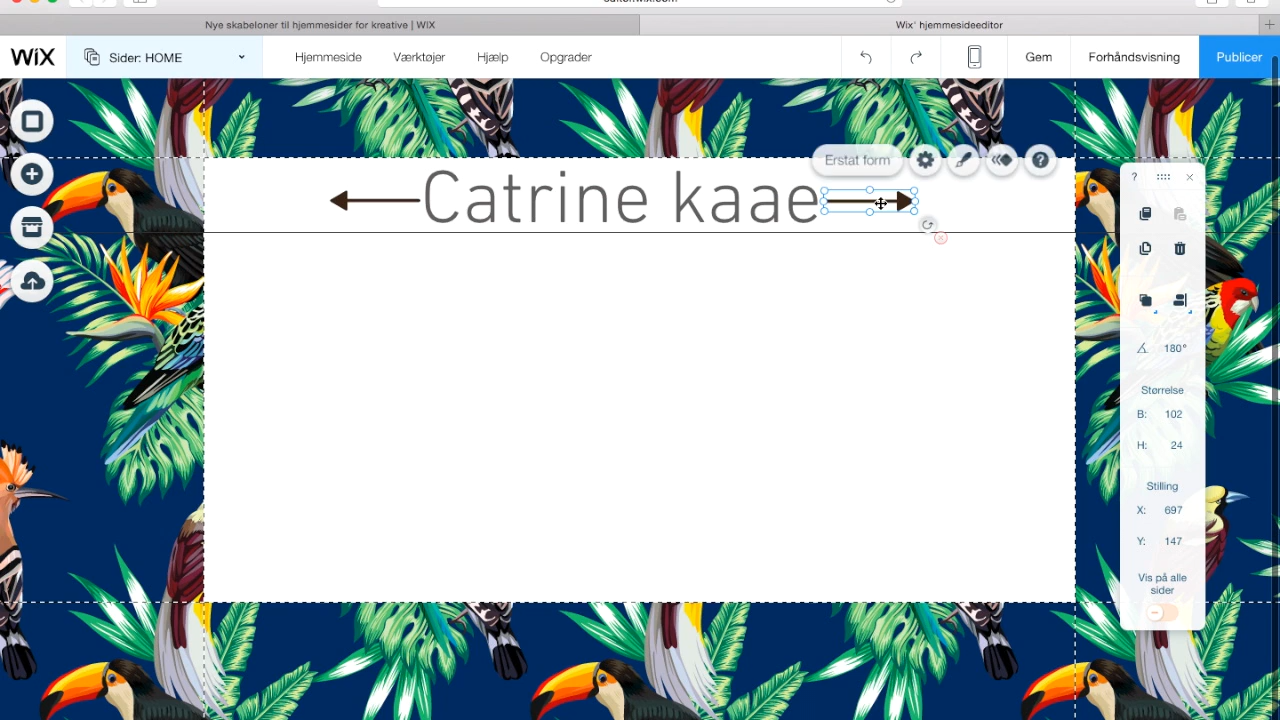 Nye skabeloner til hjemmesider for kreative | WIX
Wix' hjemmesideeditor
WiX
Sider: HOME
Hjemmeside
Værktøjer
Hjælp
Opgrader
Gem
Forhåndsvisning
Publicer
Erstat form
?
Catrine kaae
?
180°
Størrelse
B: 102
H: 24
Stilling
X: 697
Y: 147
Vis på alle
sider